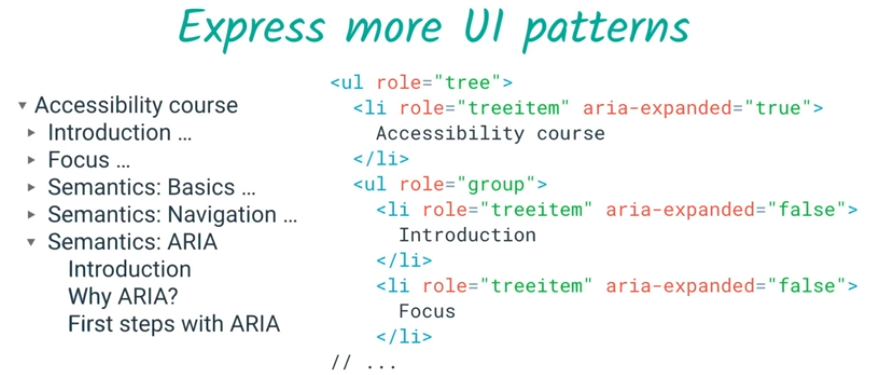 Express more UI patterns
▾ Accessibility course
▸ Introduction ...
▸ Focus ...
▸ Semantics: Basics ...
▸ Semantics: Navigation ...
▾ Semantics: ARIA
Introduction
Why ARIA?
First steps with ARIA
<ul role="tree">
<li role="treeitem" aria-expanded="true">
Accessibility course
</li>
<ul role="group">
<li role="treeitem" aria-expanded="false">
Introduction
</li>
<li role="treeitem" aria-expanded="false">
Focus
</li>
// ...